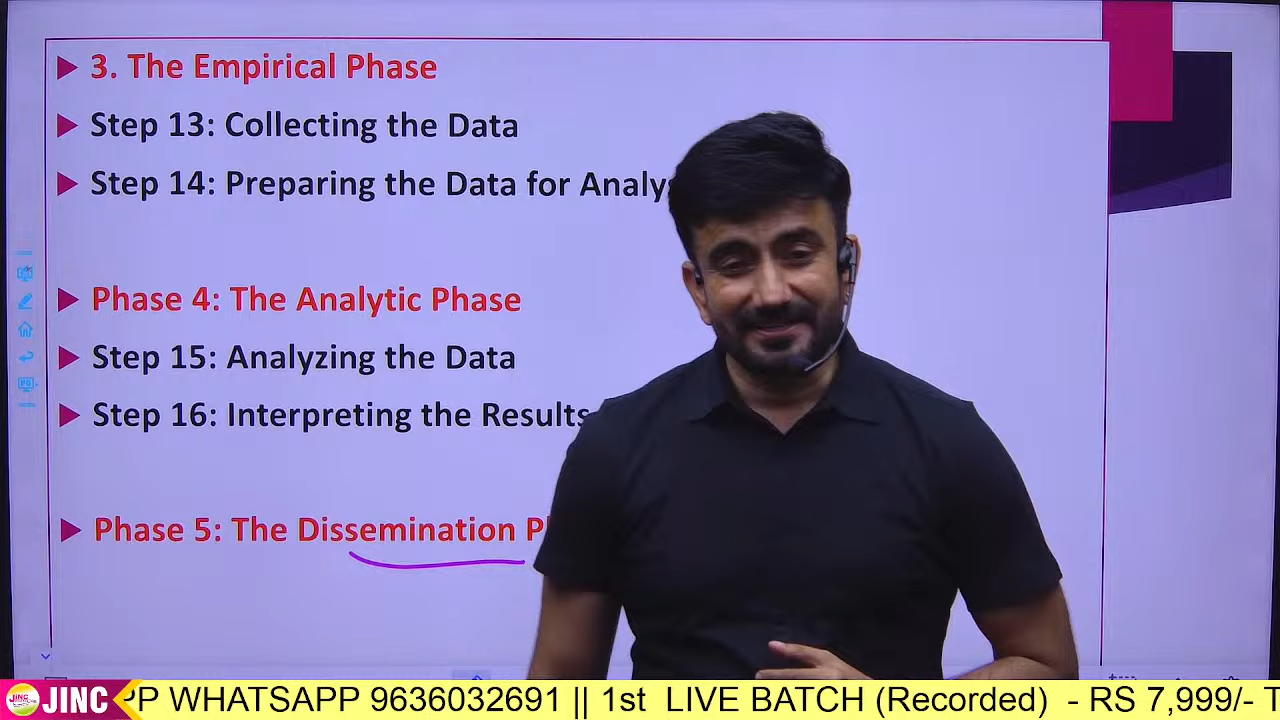 3. The Empirical Phase
Step 13: Collecting the Data
Step 14: Preparing the Data for
Phase 4: The Analytic Phase
Step 15: Analyzing the Data
Step 16: Interpreting the Results
Phase 5: The Dissemination
JINC WHATSAPP 9636032691 || 1st LIVE BATCH (Recorded) - RS 7,999/-